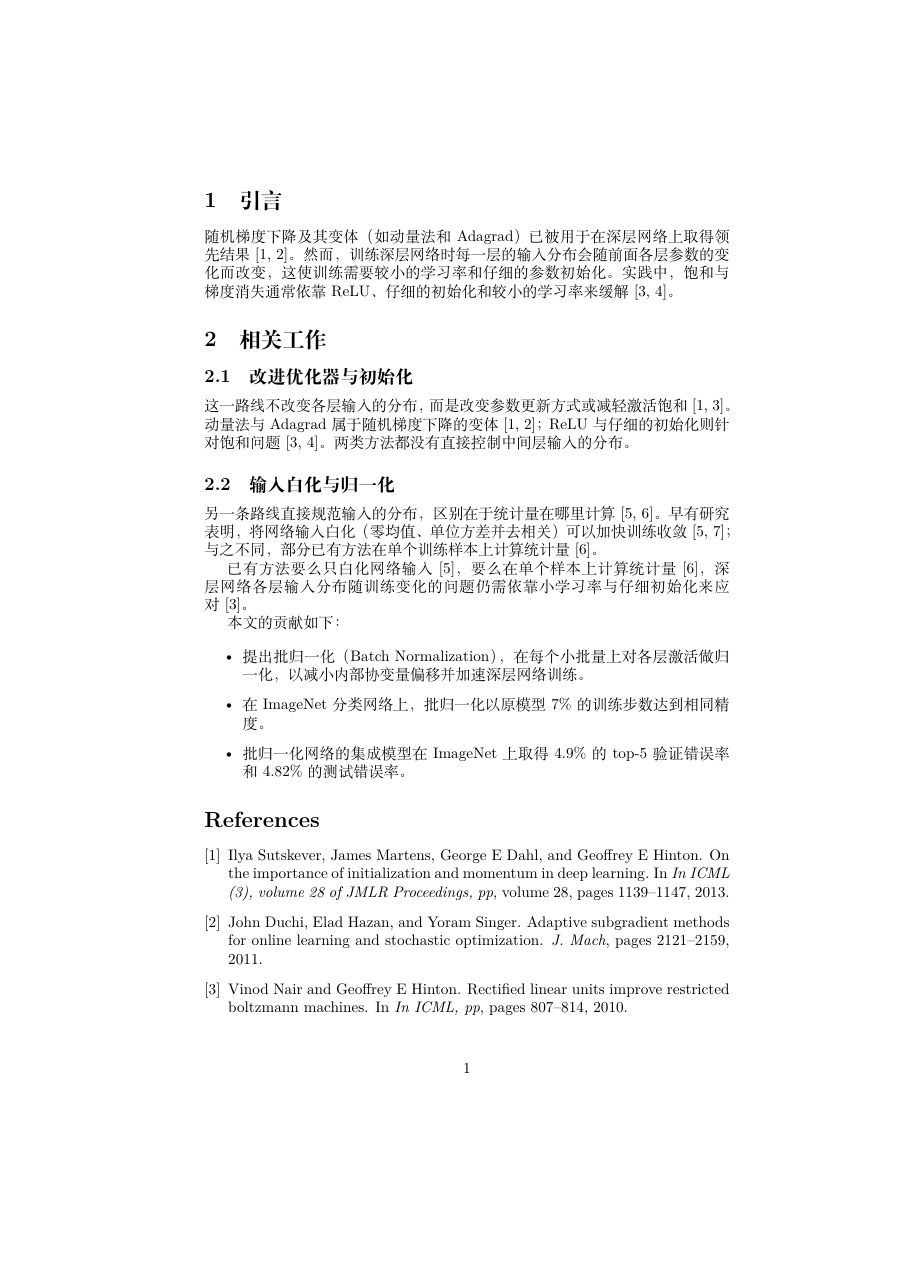 1 引言
随机梯度下降及其变体（如动量法和 Adagrad）已被用于在深层网络上取得领
先结果 [1, 2]。然而，训练深层网络时每一层的输入分布会随前面各层参数的变
化而改变，这使训练需要较小的学习率和仔细的参数初始化。实践中，饱和与
梯度消失通常依靠 ReLU、仔细的初始化和较小的学习率来缓解 [3, 4]。
2 相关工作
2.1 改进优化器与初始化
这一路线不改变各层输入的分布，而是改变参数更新方式或减轻激活饱和 [1, 3]。
动量法与 Adagrad 属于随机梯度下降的变体 [1, 2]；ReLU 与仔细的初始化则针
对饱和问题 [3, 4]。两类方法都没有直接控制中间层输入的分布。
2.2 输入白化与归一化
另一条路线直接规范输入的分布，区别在于统计量在哪里计算 [5, 6]。早有研究
表明，将网络输入白化（零均值、单位方差并去相关）可以加快训练收敛 [5, 7]；
与之不同，部分已有方法在单个训练样本上计算统计量 [6]。
已有方法要么只白化网络输入 [5]，要么在单个样本上计算统计量 [6]，深
层网络各层输入分布随训练变化的问题仍需依靠小学习率与仔细初始化来应
对 [3]。
本文的贡献如下：
• 提出批归一化（Batch Normalization），在每个小批量上对各层激活做归
一化，以减小内部协变量偏移并加速深层网络训练。
• 在 ImageNet 分类网络上，批归一化以原模型 7% 的训练步数达到相同精
度。
• 批归一化网络的集成模型在 ImageNet 上取得 4.9% 的 top-5 验证错误率
和 4.82% 的测试错误率。
References
[1] Ilya Sutskever, James Martens, George E Dahl, and Geoffrey E Hinton. On
the importance of initialization and momentum in deep learning. In In ICML
(3), volume 28 of JMLR Proceedings, pp, volume 28, pages 1139–1147, 2013.
[2] John Duchi, Elad Hazan, and Yoram Singer. Adaptive subgradient methods
for online learning and stochastic optimization. J. Mach, pages 2121–2159,
2011.
[3] Vinod Nair and Geoffrey E Hinton. Rectified linear units improve restricted
boltzmann machines. In In ICML, pp, pages 807–814, 2010.
1